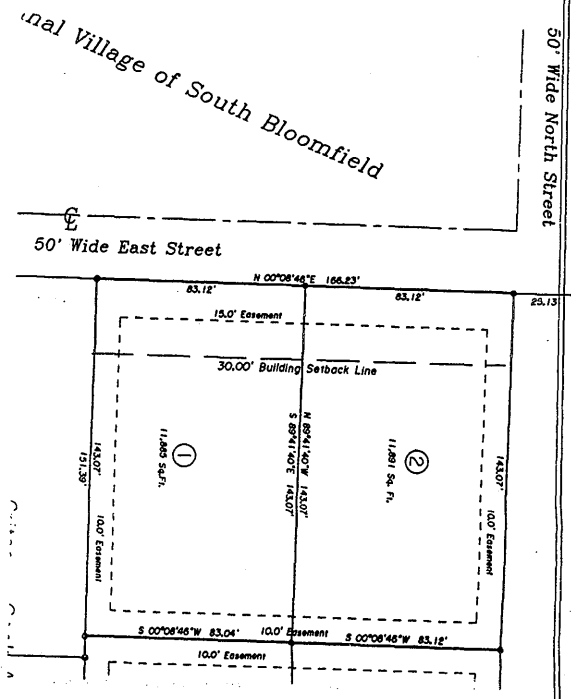 Village of South Bloomfield
50' Wide North Street
℄
50' Wide East Street
N 00°08'46"E 166.23'
83.12'
83.12'
25.13
15.0' Easement
30.00' Building Setback Line
1
11,885 Sq.Ft.
N 89°41'40"W 143.07'
S 89°41'40"E 143.07'
2
11,891 Sq. Ft.
143.07'
151.39'
10.0' Easement
143.07'
10.0' Easement
S 00°08'46"W 83.04'
10.0' Easement
S 00°08'46"W 83.12'
10.0' Easement